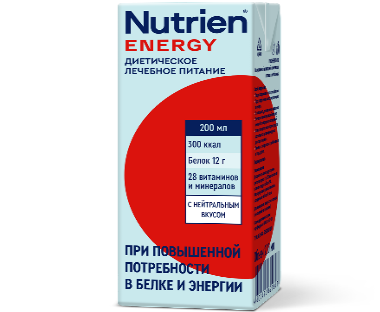 Nutrien®
ENERGY
ДИЕТИЧЕСКОЕ
ЛЕЧЕБНОЕ ПИТАНИЕ
200 мл
300 ккал
Белок 12 г
28 витаминов
и минералов
С НЕЙТРАЛЬНЫМ
ВКУСОМ
ПРИ ПОВЫШЕННОЙ
ПОТРЕБНОСТИ
В БЕЛКЕ И ЭНЕРГИИ